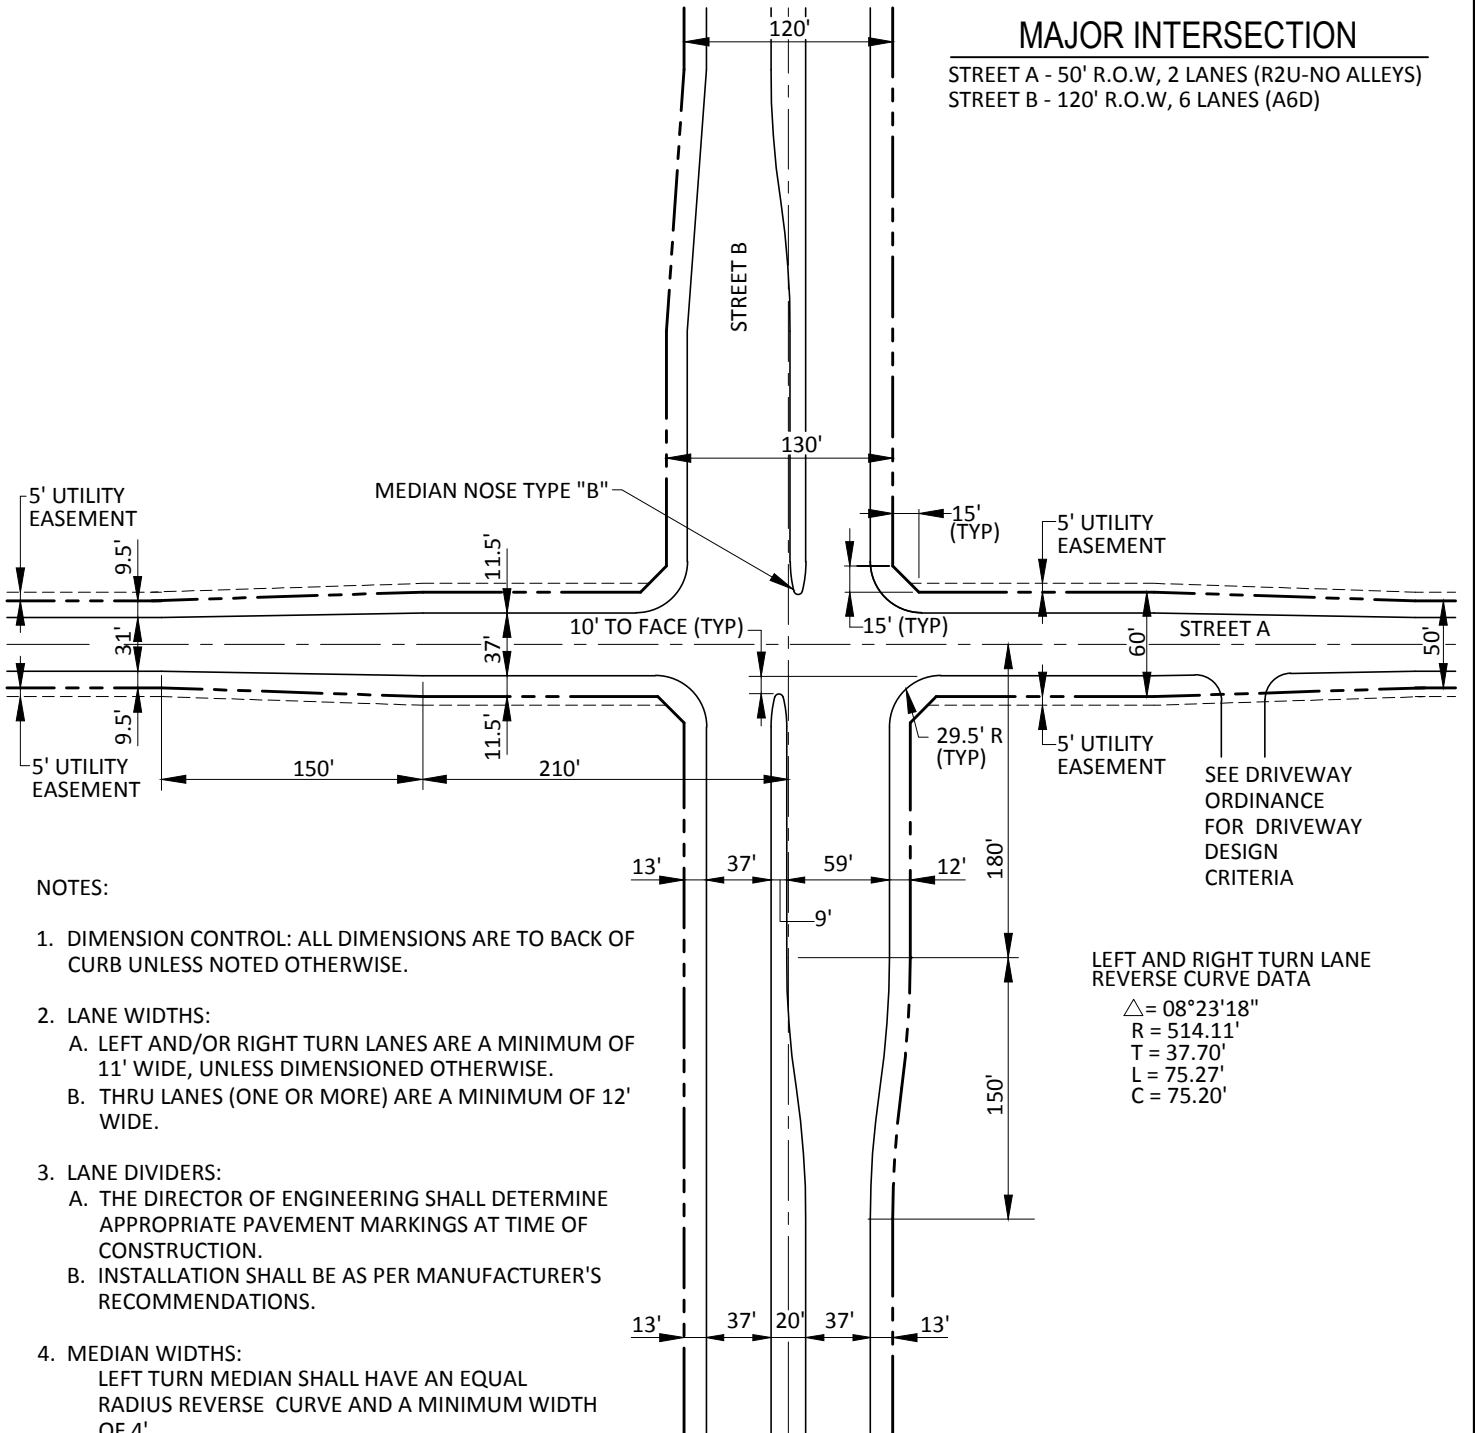 120'
MAJOR INTERSECTION
STREET A - 50' R.O.W, 2 LANES (R2U-NO ALLEYS)
STREET B - 120' R.O.W, 6 LANES (A6D)
STREET B
130'
5' UTILITY
EASEMENT
MEDIAN NOSE TYPE "B"
15'
(TYP)
5' UTILITY
EASEMENT
9.5'
11.5'
10' TO FACE (TYP)
15' (TYP)
STREET A
31'
37'
60'
50'
9.5'
11.5'
29.5' R
(TYP)
5' UTILITY
EASEMENT
5' UTILITY
EASEMENT
150'
210'
SEE DRIVEWAY
ORDINANCE
FOR DRIVEWAY
DESIGN
CRITERIA
13'
37'
59'
12'
180'
9'
NOTES:
1. DIMENSION CONTROL: ALL DIMENSIONS ARE TO BACK OF
CURB UNLESS NOTED OTHERWISE.
2. LANE WIDTHS:
A. LEFT AND/OR RIGHT TURN LANES ARE A MINIMUM OF
11' WIDE, UNLESS DIMENSIONED OTHERWISE.
B. THRU LANES (ONE OR MORE) ARE A MINIMUM OF 12'
WIDE.
3. LANE DIVIDERS:
A. THE DIRECTOR OF ENGINEERING SHALL DETERMINE
APPROPRIATE PAVEMENT MARKINGS AT TIME OF
CONSTRUCTION.
B. INSTALLATION SHALL BE AS PER MANUFACTURER'S
RECOMMENDATIONS.
4. MEDIAN WIDTHS:
LEFT TURN MEDIAN SHALL HAVE AN EQUAL
RADIUS REVERSE CURVE AND A MINIMUM WIDTH
OF 4'
LEFT AND RIGHT TURN LANE
REVERSE CURVE DATA
△= 08°23'18"
R = 514.11'
T = 37.70'
L = 75.27'
C = 75.20'
150'
13'
37'
20'
37'
13'